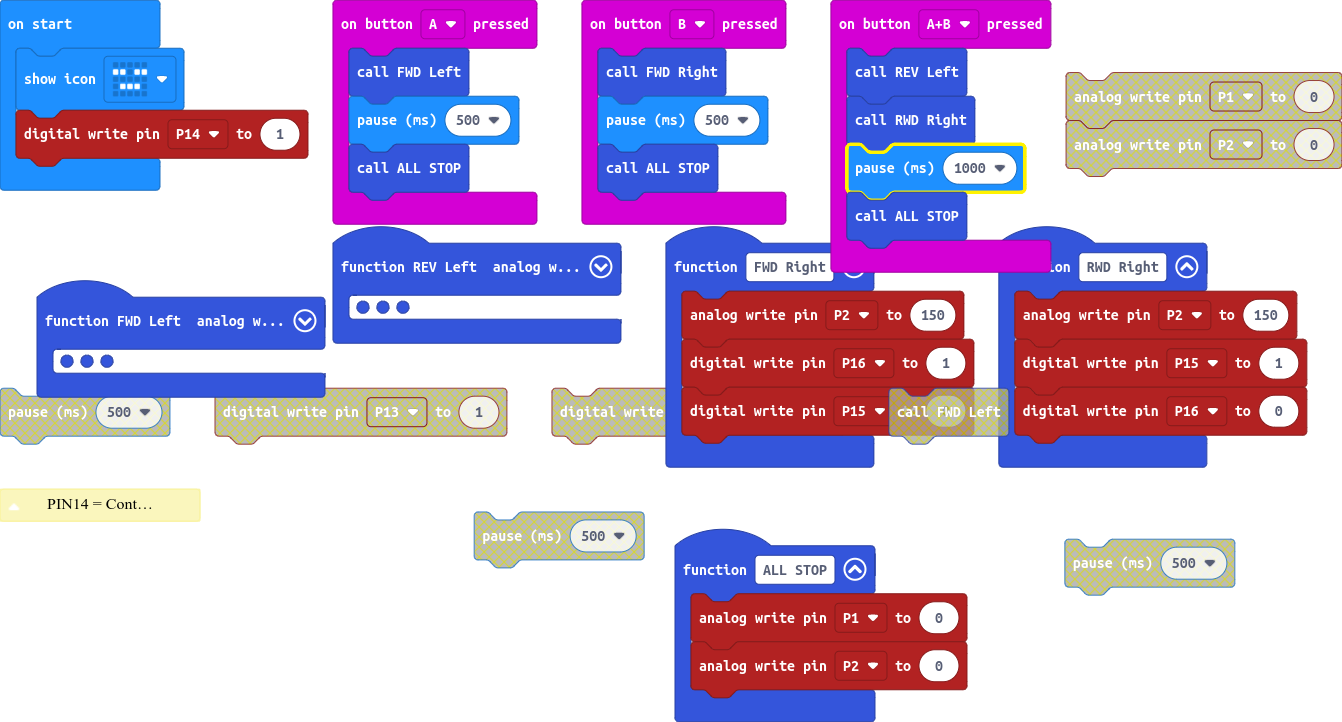 on start
show icon
digital write pin P14 to 1
on button A pressed
call FWD Left
pause (ms) 500
call ALL STOP
on button B pressed
call FWD Right
pause (ms) 500
call ALL STOP
on button A+B pressed
call REV Left
call RWD Right
pause (ms) 1000
call ALL STOP
analog write pin P1 to 0
analog write pin P2 to 0
function FWD Left analog w...
function REV Left analog w...
function FWD Right
analog write pin P2 to 150
digital write pin P16 to 1
digital write pin P15
RWD Right
analog write pin P2 to 150
digital write pin P15 to 1
digital write pin P16 to 0
pause (ms) 500
digital write pin P13 to 1
digital write
call FWD Left
PIN14 = Cont...
pause (ms) 500
function ALL STOP
analog write pin P1 to 0
analog write pin P2 to 0
pause (ms) 500